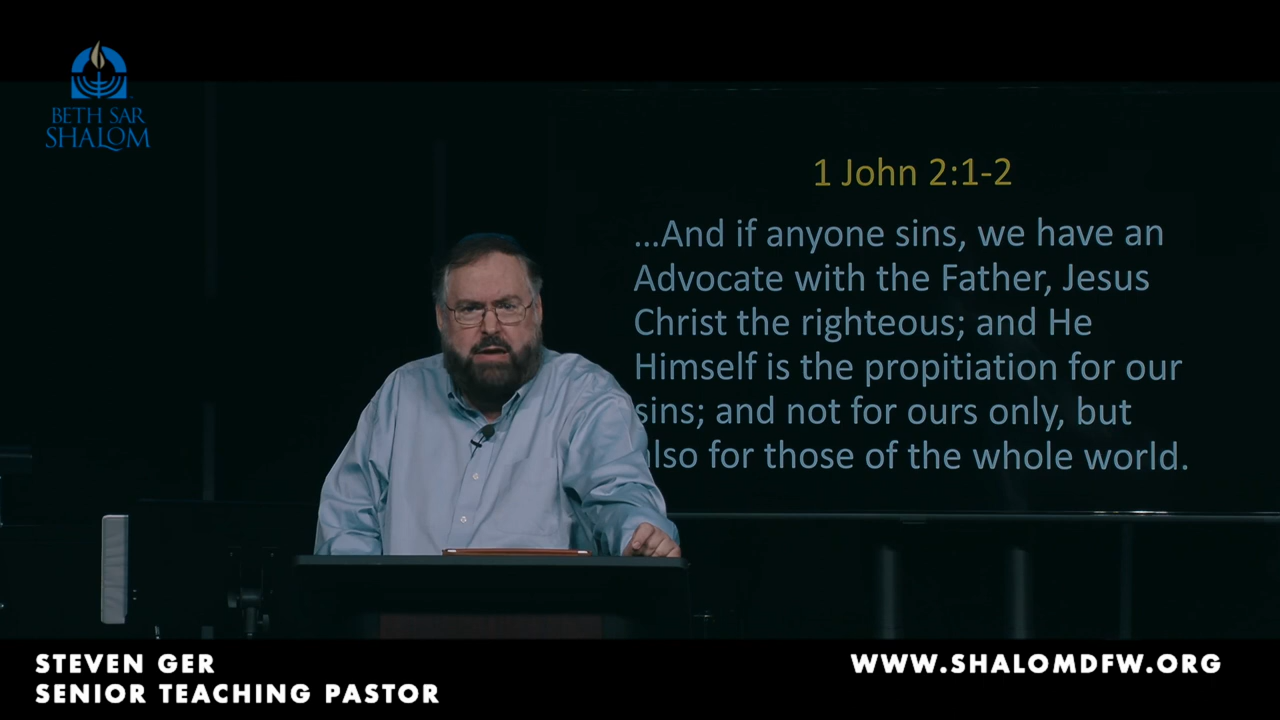 BETH SAR
SHALOM
1 John 2:1-2
...And if anyone sins, we have an
Advocate with the Father, Jesus
Christ the righteous; and He
Himself is the propitiation for our
sins; and not for ours only, but
also for those of the whole world.
STEVEN GER
SENIOR TEACHING PASTOR
WWW.SHALOMDFW.ORG